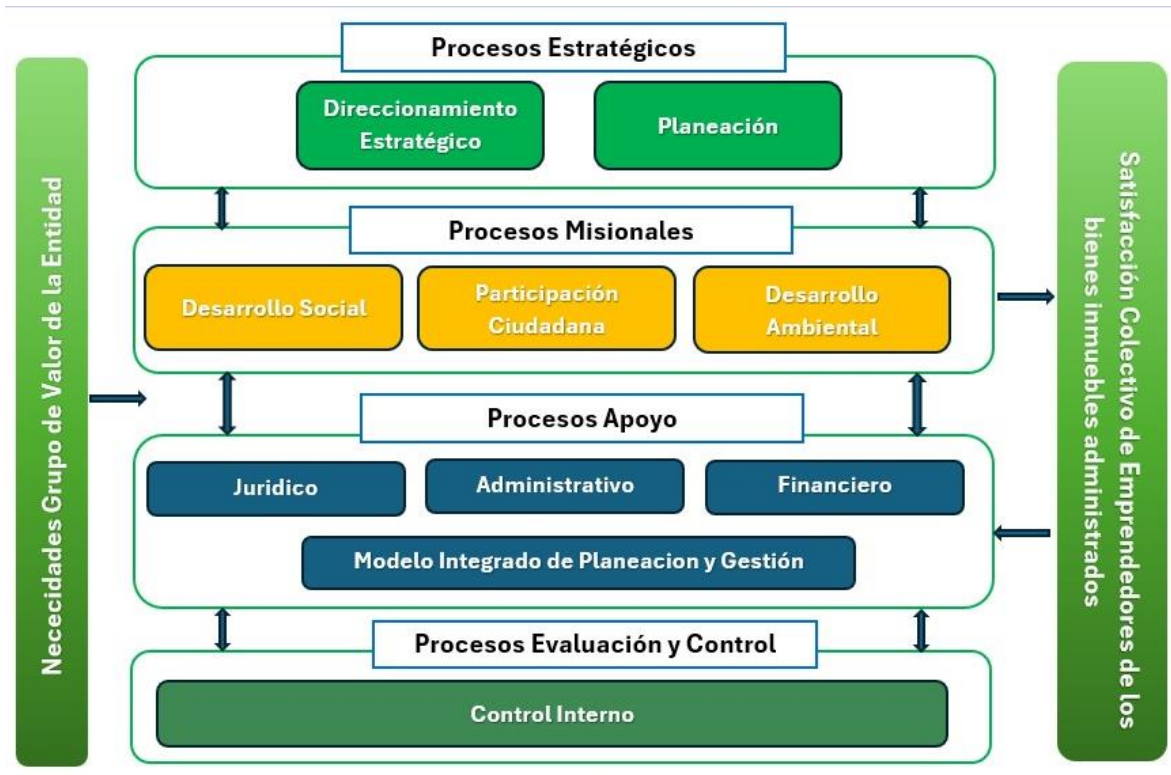 Nececidades Grupo de Valor de la Entidad
Procesos Estratégicos
Direccionamiento
Estratégico
Planeación
Procesos Misionales
Desarrollo Social
Participación
Ciudadana
Desarrollo
Ambiental
Procesos Apoyo
Juridico
Administrativo
Financiero
Modelo Integrado de Planeacion y Gestión
Procesos Evaluación y Control
Control Interno
Satisfacción Colectivo de Emprendedores de los
bienes inmuebles administrados